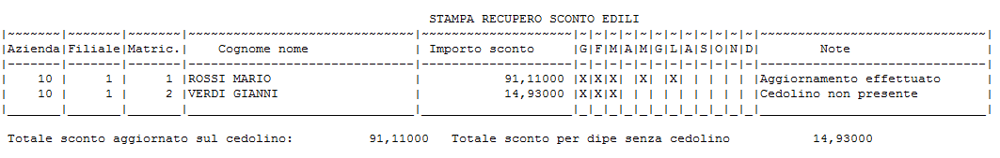 STAMPA RECUPERO SCONTO EDILI
|Azienda|Filiale|Matric.| Cognome nome | Importo sconto |G|F|M|A|M|G|L|A|S|O|N|D| Note |
| 10 | 1 | 1 |ROSSI MARIO | 91,11000 |X|X|X| |X| |X| | | | | |Aggiornamento effettuato |
| 10 | 1 | 2 |VERDI GIANNI | 14,93000 |X|X|X| | | | | | | | | |Cedolino non presente |
Totale sconto aggiornato sul cedolino: 91,11000 Totale sconto per dipe senza cedolino 14,93000